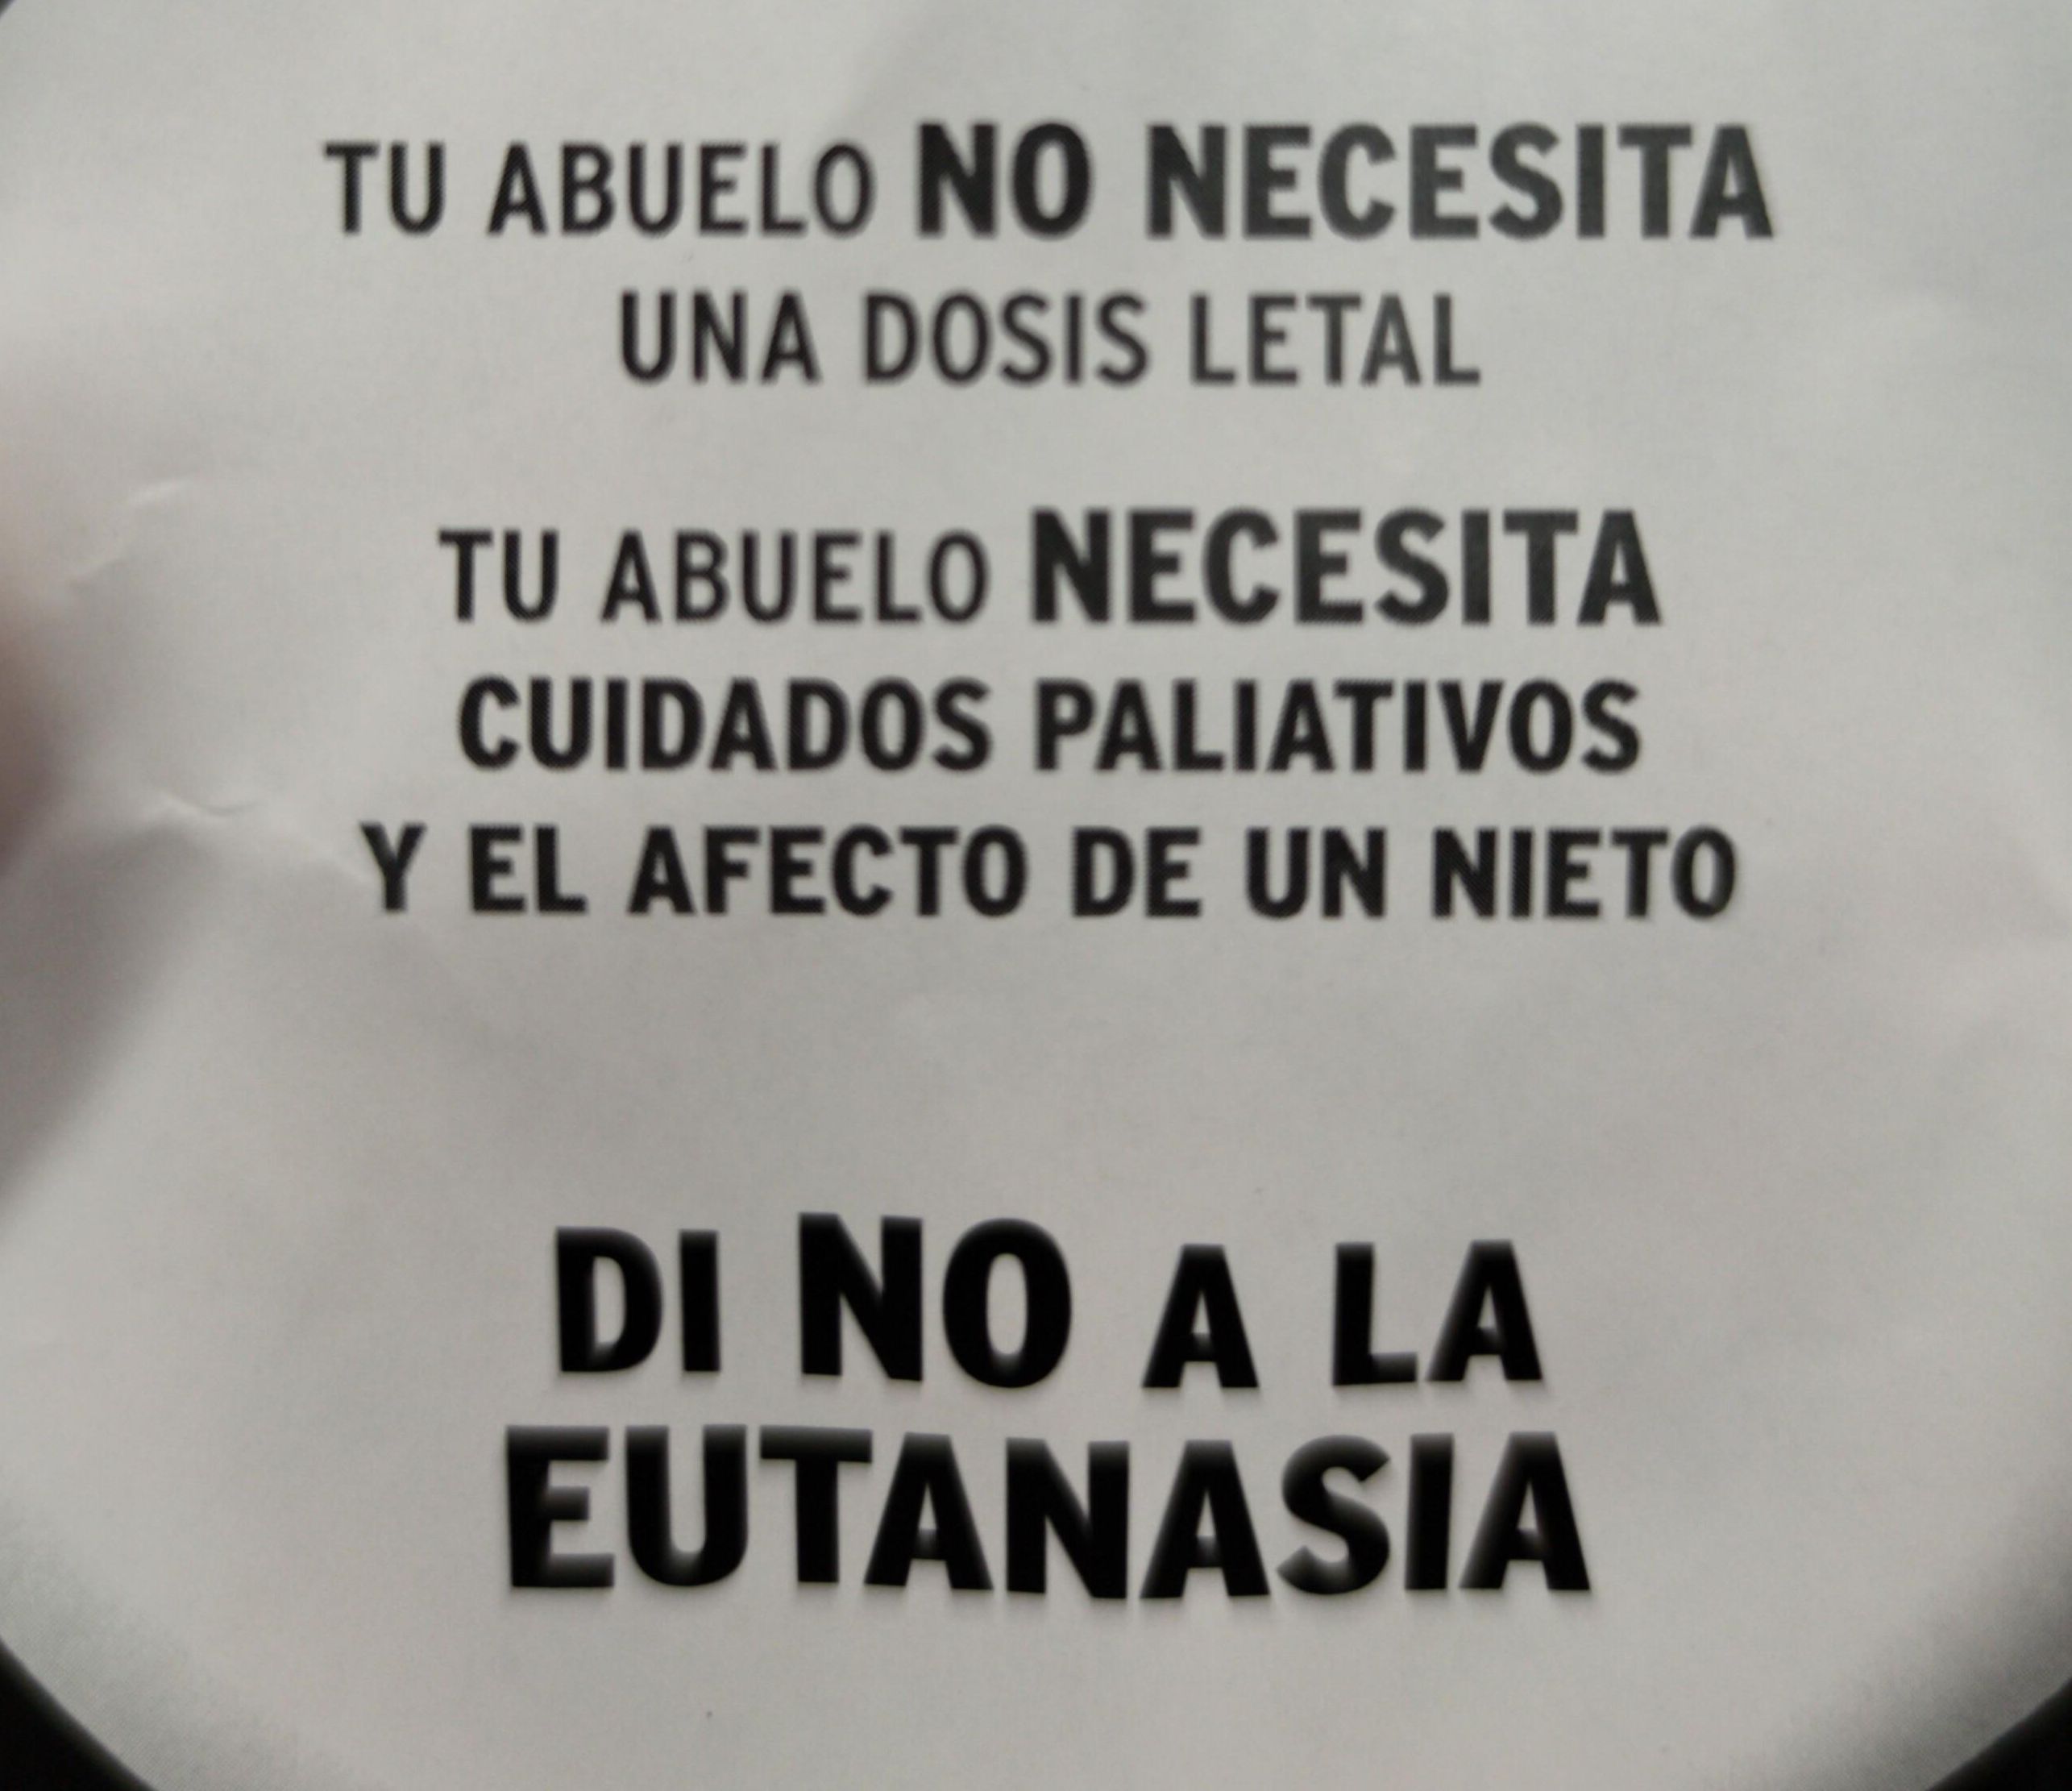 TU ABUELO NO NECESITA
UNA DOSIS LETAL
TU ABUELO NECESITA
CUIDADOS PALIATIVOS
Y EL AFECTO DE UN NIETO
DI NO A LA
EUTANASIA